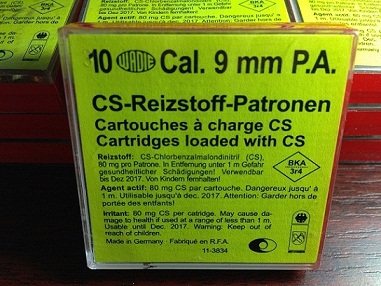 10 WADIE Cal. 9 mm P.A.
CS-Reizstoff-Patronen
Cartouches à charge CS
Cartridges loaded with CS
Reizstoff: CS-Chlorbenzalmalondinitril (CS),
80 mg pro Patrone. In Entfernung unter 1 m Gefahr
gesundheitlicher Schädigungen! Verwendbar
bis Dez 2017. Von Kindern fernhalten!
BKA
3r4
Agent actif: 80 mg CS par cartouche. Dangereux jusqu' à
1 m. Utilisable jusqu'à dec. 2017. Attention: Garder hors de
portée des enfants!
Irritant: 80 mg CS per catridge. May cause da-
mage to health if used at a range of less than 1 m.
Usable until Dec. 2017. Warning: Keep out of
reach of children.
Made in Germany · Fabriqué en R.F.A.
11-3834